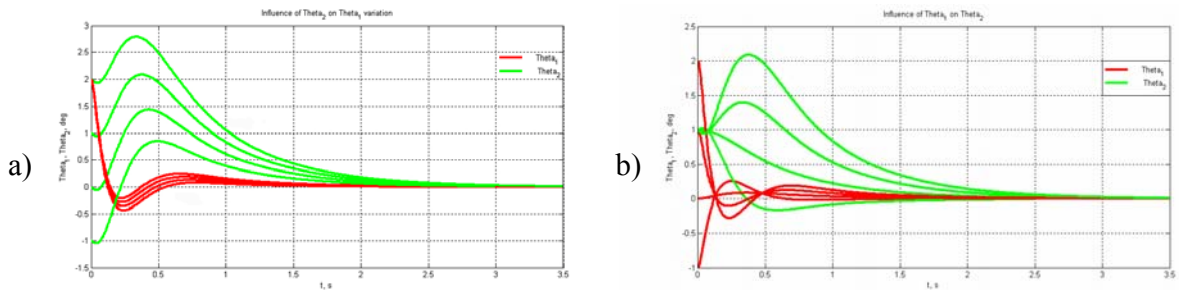 a)
Influence of Theta2 on Theta1 variation
Theta1, Theta2, deg
3
2.5
2
1.5
1
0.5
0
-0.5
-1
-1.5
0 0.5 1 1.5 2 2.5 3 3.5
t, s
Theta1
Theta2
b)
Influence of Theta1 on Theta2
Theta1, Theta2, deg
2.5
2
1.5
1
0.5
0
-0.5
-1
0 0.5 1 1.5 2 2.5 3 3.5
t, s
Theta1
Theta2